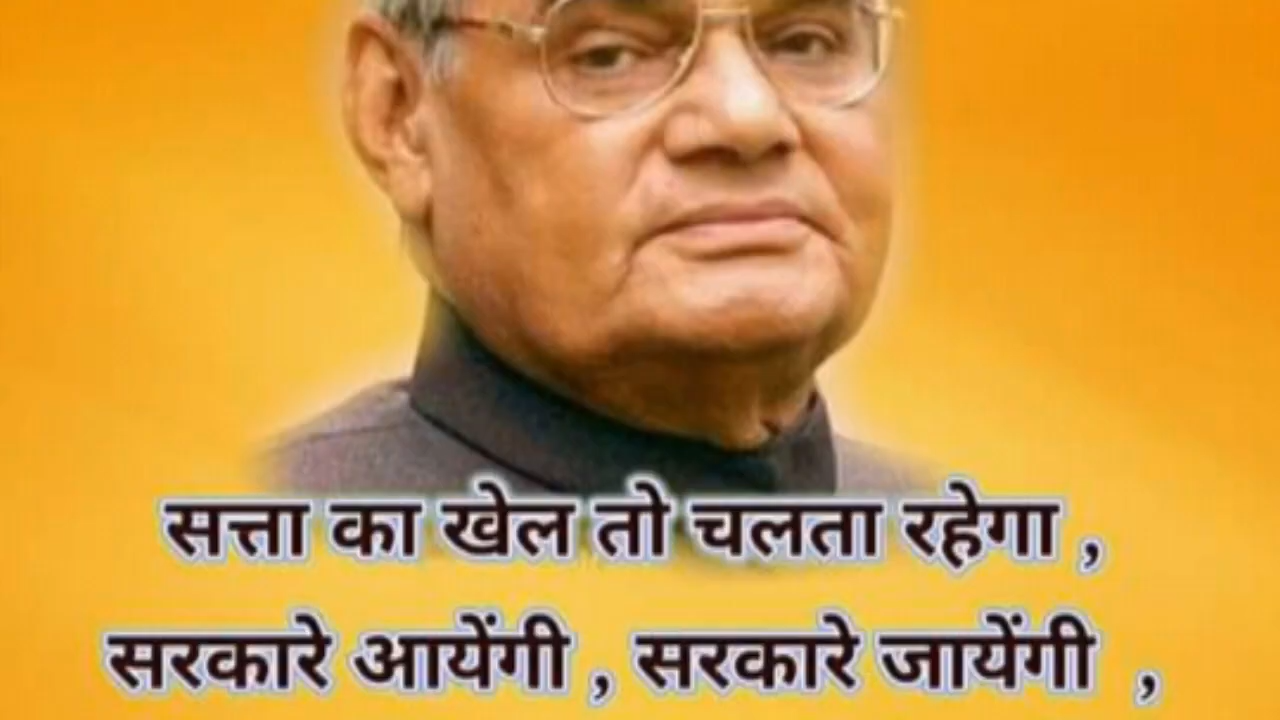 सत्ता का खेल तो चलता रहेगा ,
सरकारे आयेंगी , सरकारे जायेंगी ,